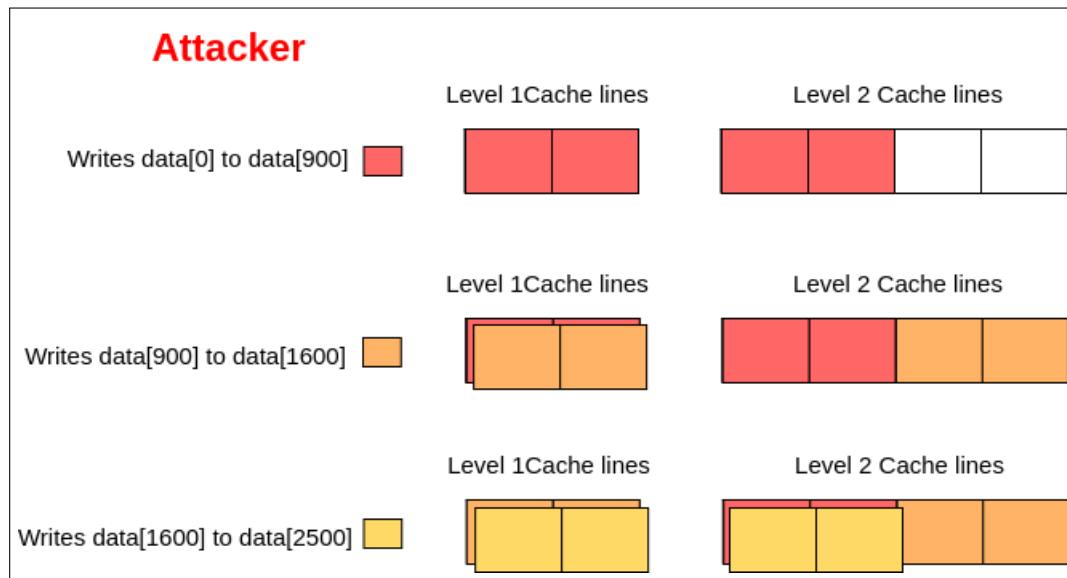 Attacker
Level 1Cache lines
Level 2 Cache lines
Writes data[0] to data[900]
Level 1Cache lines
Level 2 Cache lines
Writes data[900] to data[1600]
Level 1Cache lines
Level 2 Cache lines
Writes data[1600] to data[2500]